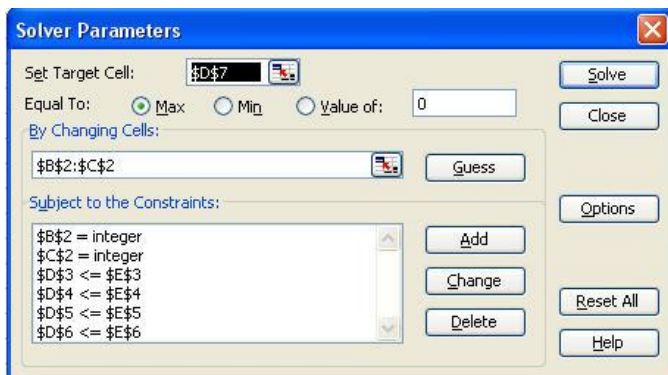 Solver Parameters
Set Target Cell: $D$7 Solve
Equal To: Max Min Value of: 0 Close
By Changing Cells:
$B$2:$C$2 Guess
Subject to the Constraints: Options
$B$2 = integer Add
$C$2 = integer
$D$3 <= $E$3 Change
$D$4 <= $E$4 Reset All
$D$5 <= $E$5 Delete
$D$6 <= $E$6 Help